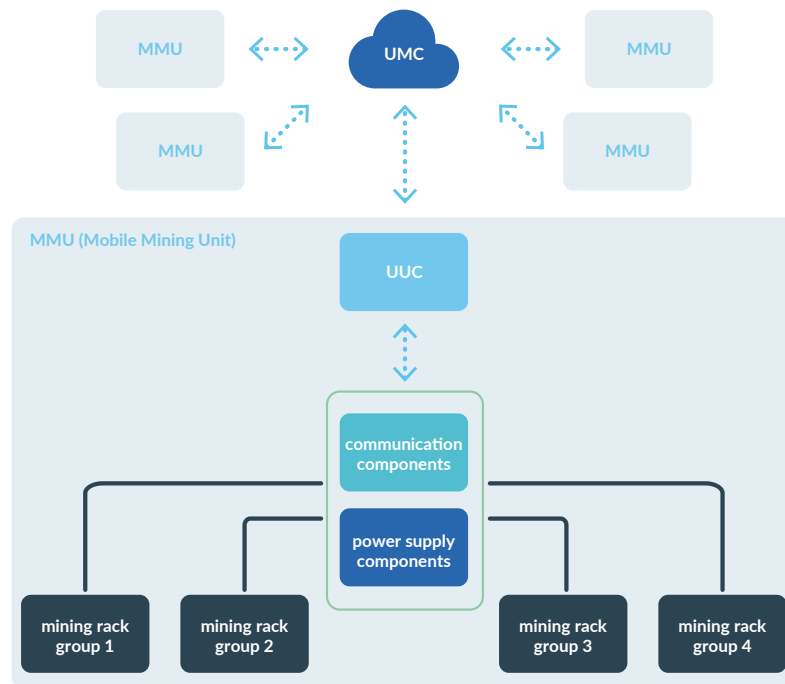 MMU
UMC
MMU
MMU
MMU
MMU (Mobile Mining Unit)
UUC
communication
components
power supply
components
mining rack
group 1
mining rack
group 2
mining rack
group 3
mining rack
group 4